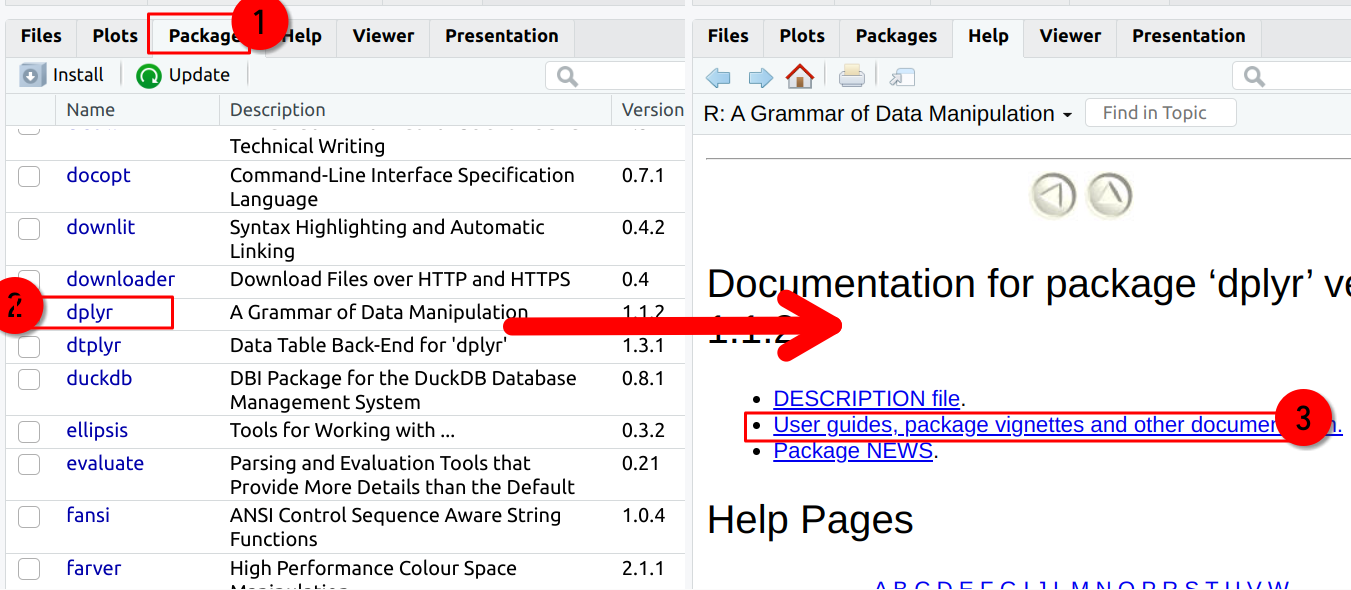 Files Plots Package Help Viewer Presentation
1
Install Update
Name Description Version
Technical Writing
docopt Command-Line Interface Specification 0.7.1
Language
downlit Syntax Highlighting and Automatic 0.4.2
Linking
downloader Download Files over HTTP and HTTPS 0.4
2
dplyr A Grammar of Data Manipulation 1.1.2
dtplyr Data Table Back-End for 'dplyr' 1.3.1
duckdb DBI Package for the DuckDB Database 0.8.1
Management System
ellipsis Tools for Working with ... 0.3.2
evaluate Parsing and Evaluation Tools that 0.21
Provide More Details than the Default
fansi ANSI Control Sequence Aware String 1.0.4
Functions
farver High Performance Colour Space 2.1.1
Manipulation
Files Plots Packages Help Viewer Presentation
R: A Grammar of Data Manipulation Find in Topic
Documentation for package ‘dplyr’ ve
1.1.2
• DESCRIPTION file.
• User guides, package vignettes and other documen n.
3
• Package NEWS.
Help Pages
A B C D E F G I J L M N O P R S T U V W